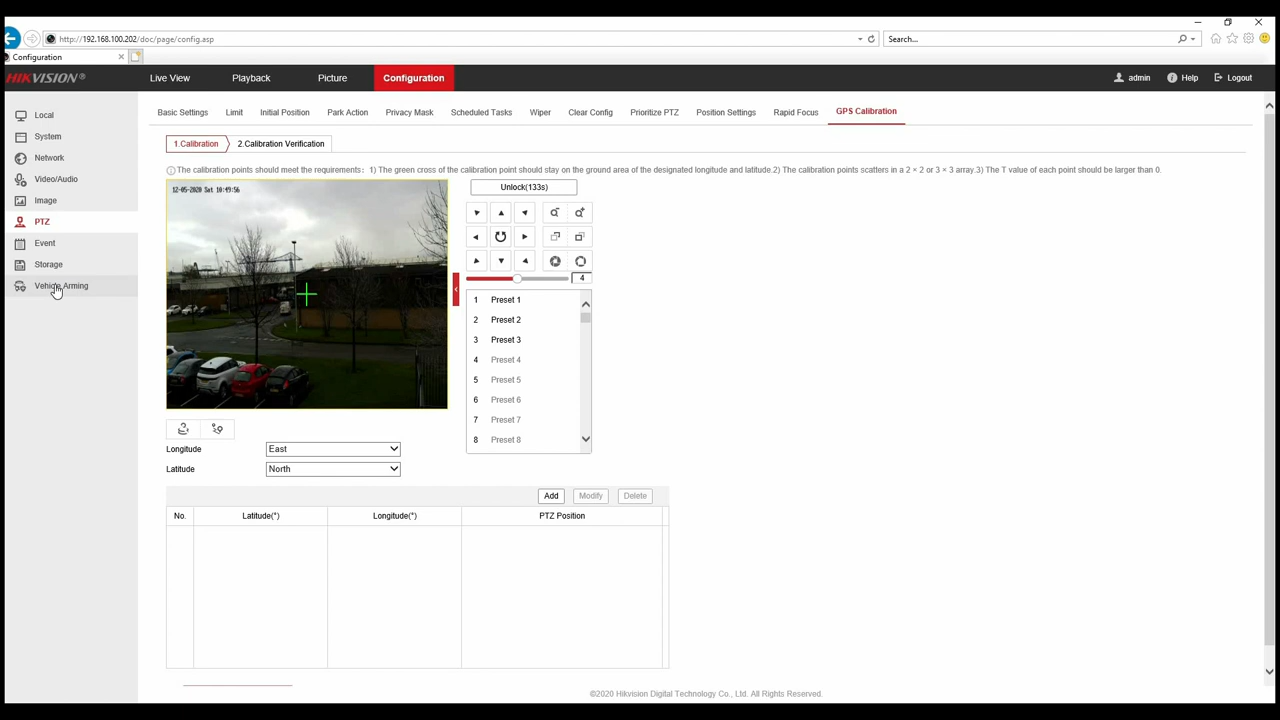 http://192.168.100.202/doc/page/config.asp
Search...
Configuration
HIKVISION®
Live View
Playback
Picture
Configuration
admin
Help
Logout
Local
System
Network
Video/Audio
Image
PTZ
Event
Storage
Vehicle Arming
Basic Settings
Limit
Initial Position
Park Action
Privacy Mask
Scheduled Tasks
Wiper
Clear Config
Prioritize PTZ
Position Settings
Rapid Focus
GPS Calibration
1.Calibration
2.Calibration Verification
The calibration points should meet the requirements: 1) The green cross of the calibration point should stay on the ground area of the designated longitude and latitude.2) The calibration points scatters in a 2 × 2 or 3 × 3 array.3) The T value of each point should be larger than 0.
12-05-2020 Sat 10:49:56
Unlock(133s)
4
1 Preset 1
2 Preset 2
3 Preset 3
4 Preset 4
5 Preset 5
6 Preset 6
7 Preset 7
8 Preset 8
Longitude East
Latitude North
Add Modify Delete
No. Latitude(*) Longitude(*) PTZ Position
©2020 Hikvision Digital Technology Co., Ltd. All Rights Reserved.